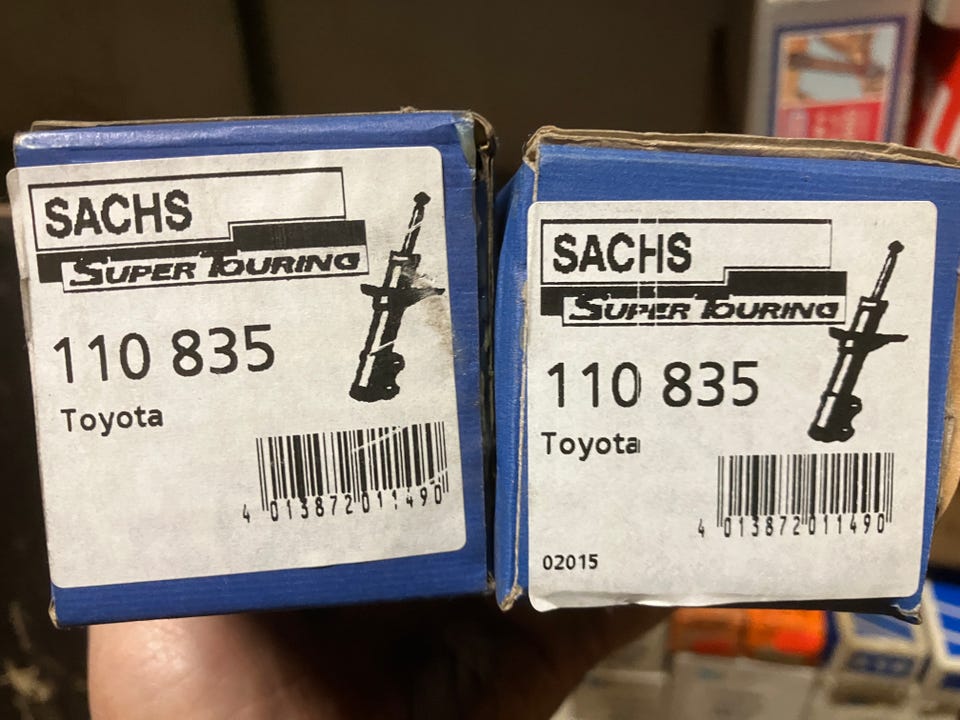 SACHS
SUPER TOURING
110 835
Toyota
4 013872 011490
SACHS
SUPER TOURING
110 835
Toyota
4 013872 011490
02015